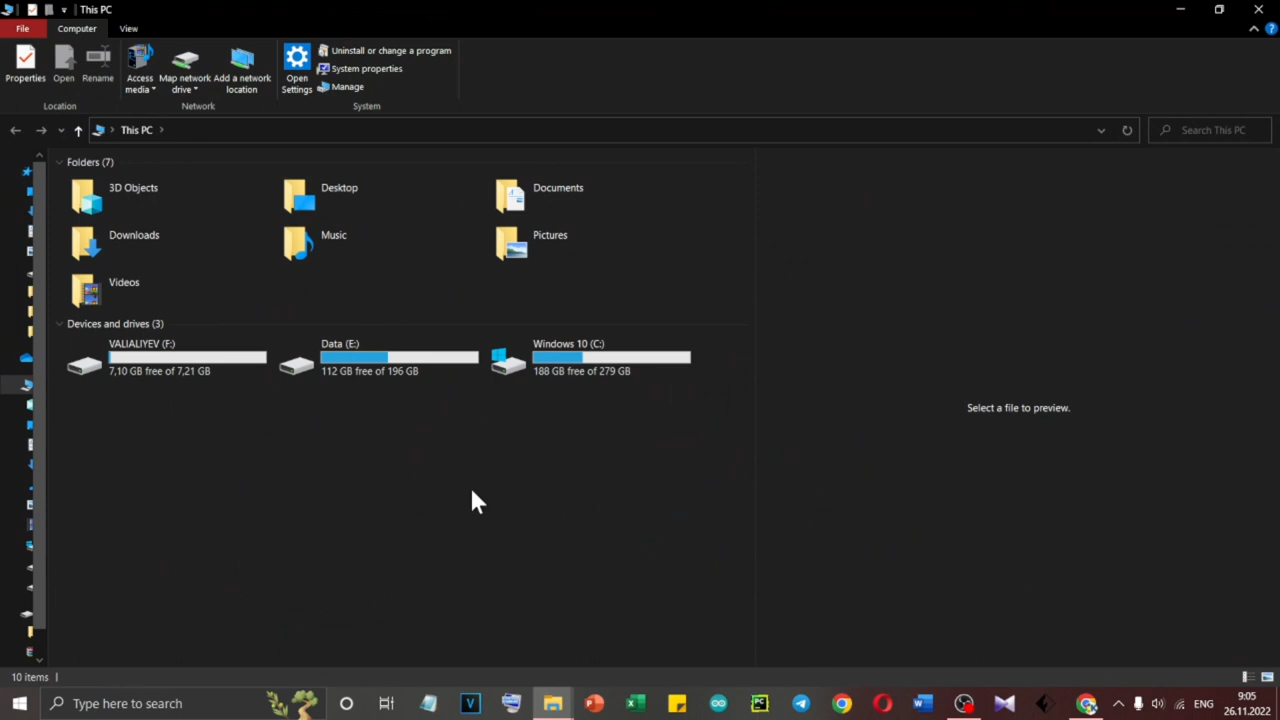 This PC
File Computer View
Properties Open Rename Access media Map network drive Add a network location Open Settings Uninstall or change a program
System properties
Manage
Location Network System
This PC Search This PC
Folders (7)
3D Objects Desktop Documents
Downloads Music Pictures
Videos
Devices and drives (3)
VALIALIYEV (F:) Data (E:) Windows 10 (C:)
7,10 GB free of 7,21 GB 112 GB free of 196 GB 188 GB free of 279 GB
Select a file to preview.
10 items
Type here to search ENG 9:05
26.11.2022